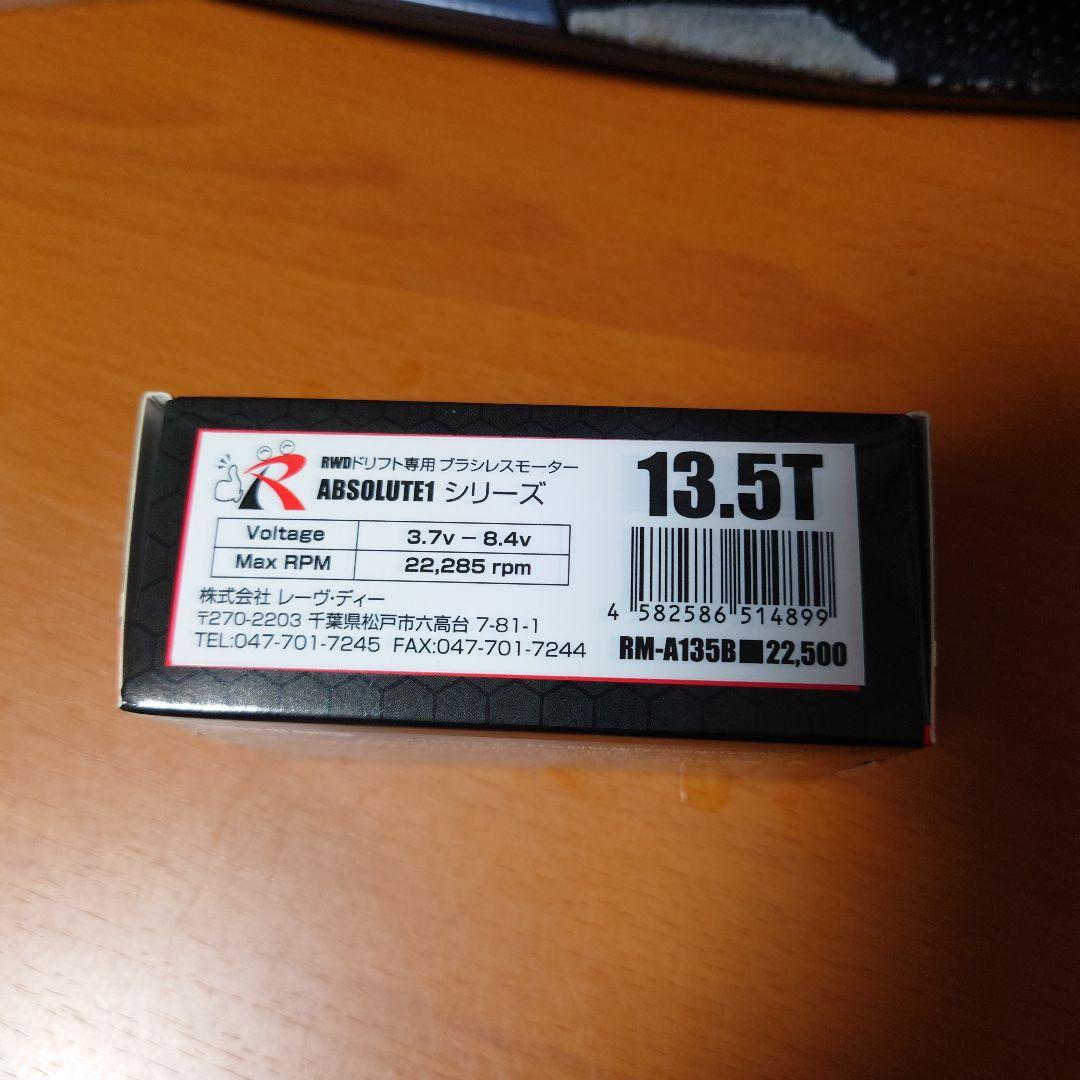 RWDドリフト専用 ブラシレスモーター
ABSOLUTE1 シリーズ
13.5T
Voltage 3.7v － 8.4v
Max RPM 22,285 rpm
株式会社 レーヴ・ディー
〒270-2203 千葉県松戸市六高台 7-81-1
TEL:047-701-7245 FAX:047-701-7244
4 582586 514899
RM-A135B■22,500